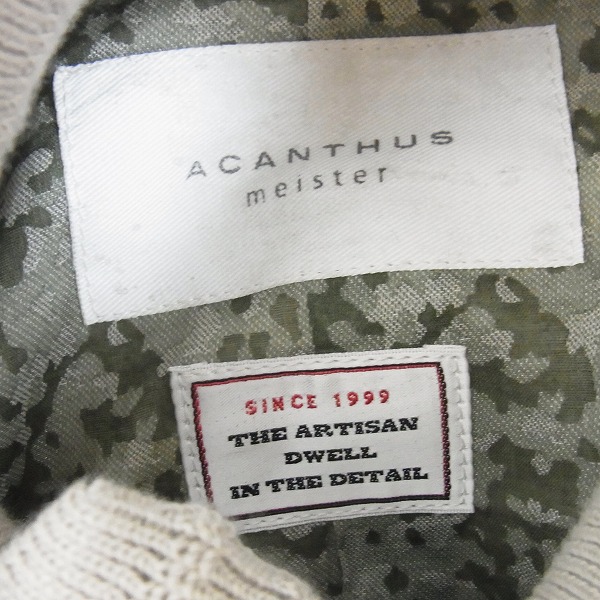 ACANTHUS
meister
SINCE 1999
THE ARTISAN
DWELL
IN THE DETAIL